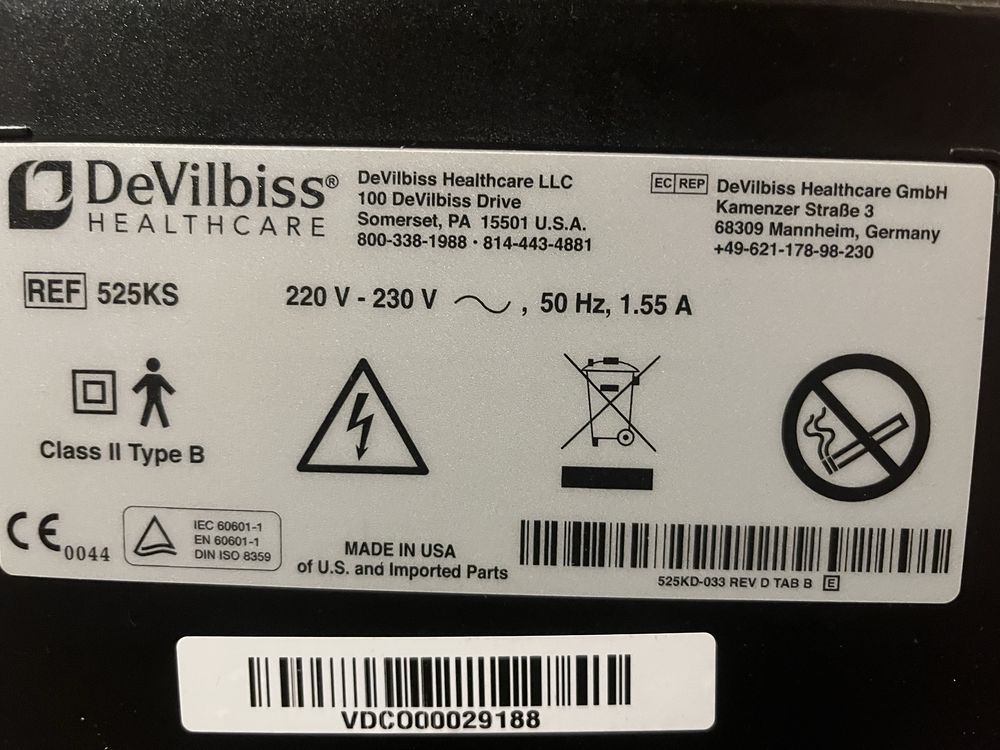 DeVilbiss®
HEALTHCARE
DeVilbiss Healthcare LLC
100 DeVilbiss Drive
Somerset, PA 15501 U.S.A.
800-338-1988 · 814-443-4881
EC REP DeVilbiss Healthcare GmbH
Kamenzer Straße 3
68309 Mannheim, Germany
+49-621-178-98-230
REF 525KS
220 V - 230 V ~, 50 Hz, 1.55 A
Class II Type B
CE 0044
IEC 60601-1
EN 60601-1
DIN ISO 8359
MADE IN USA
of U.S. and Imported Parts
525KD-033 REV D TAB B E
VDCO00029188